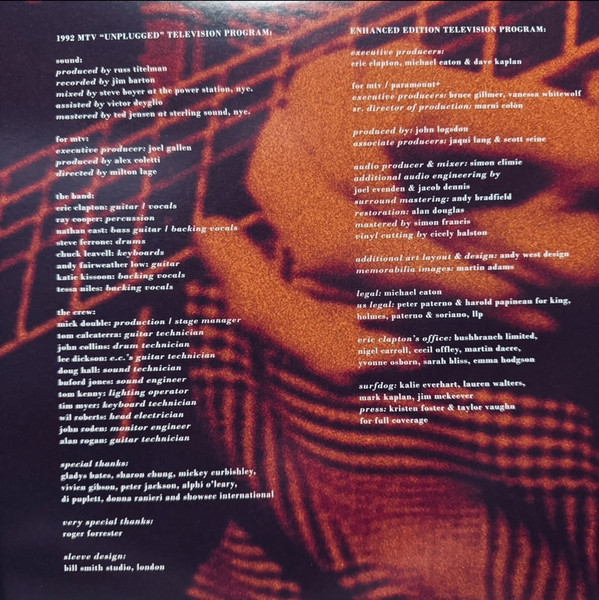 1992 MTV “UNPLUGGED” TELEVISION PROGRAM:
sound:
produced by russ titelman
recorded by jim barton
mixed by steve boyer at the power station, nyc.
assisted by victor deyglio
mastered by ted jensen at sterling sound, nyc.
for mtv:
executive producer: joel gallen
produced by alex coletti
directed by milton lage
the band:
eric clapton: guitar / vocals
ray cooper: percussion
nathan east: bass guitar / backing vocals
steve ferrone: drums
chuck leavell: keyboards
andy fairweather low: guitar
katie kissoon: backing vocals
tessa niles: backing vocals
the crew:
mick double: production / stage manager
tom calcaterra: guitar technician
john collins: drum technician
lee dickson: e.c.'s guitar technician
doug hall: sound technician
buford jones: sound engineer
tom kenny: lighting operator
tim myer: keyboard technician
wil roberts: head electrician
john roden: monitor engineer
alan rogan: guitar technician
special thanks:
gladys bates, sharon chung, mickey curbishley,
vivien gibson, peter jackson, alphi o'leary,
di puplett, donna ranieri and showsec international
very special thanks:
roger forrester
sleeve design:
bill smith studio, london
ENHANCED EDITION TELEVISION PROGRAM:
executive producers:
eric clapton, michael eaton & dave kaplan
for mtv / paramount+
executive producers: bruce gillmer, vanessa whitewolf
sr. director of production: marui colón
produced by: john logsdon
associate producers: jaqui lang & scott seine
audio producer & mixer: simon climie
additional audio engineering by
joel evenden & jacob dennis
surround mastering: andy bradfield
restoration: alan douglas
mastered by simon francis
vinyl cutting by cicely balston
additional art layout & design: andy west design
memorabilia images: martin adams
legal: michael eaton
us legal: peter paterno & harold papineau for king,
holmes, paterno & soriano, llp
eric clapton's office: bushbranch limited,
nigel carroll, cecil offley, martin dacre,
yvonne osborn, sarah bliss, emma hodgson
surfdog: kalie everhart, lauren walters,
mark kaplan, jim mckeever
press: kristen foster & taylor vaughn
for full coverage